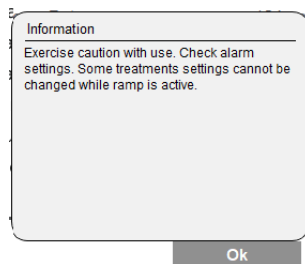 Information
Exercise caution with use. Check alarm
settings. Some treatments settings cannot be
changed while ramp is active.
Ok